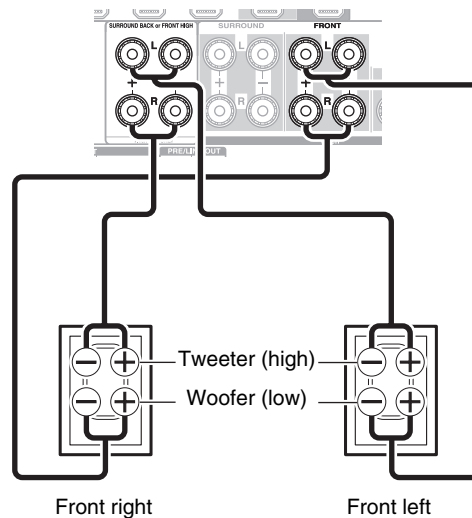 SURROUND BACK or FRONT HIGH SURROUND FRONT
L L L
+ + − +
R R R
PRE/LINE OUT
Tweeter (high)
Woofer (low)
Front right Front left